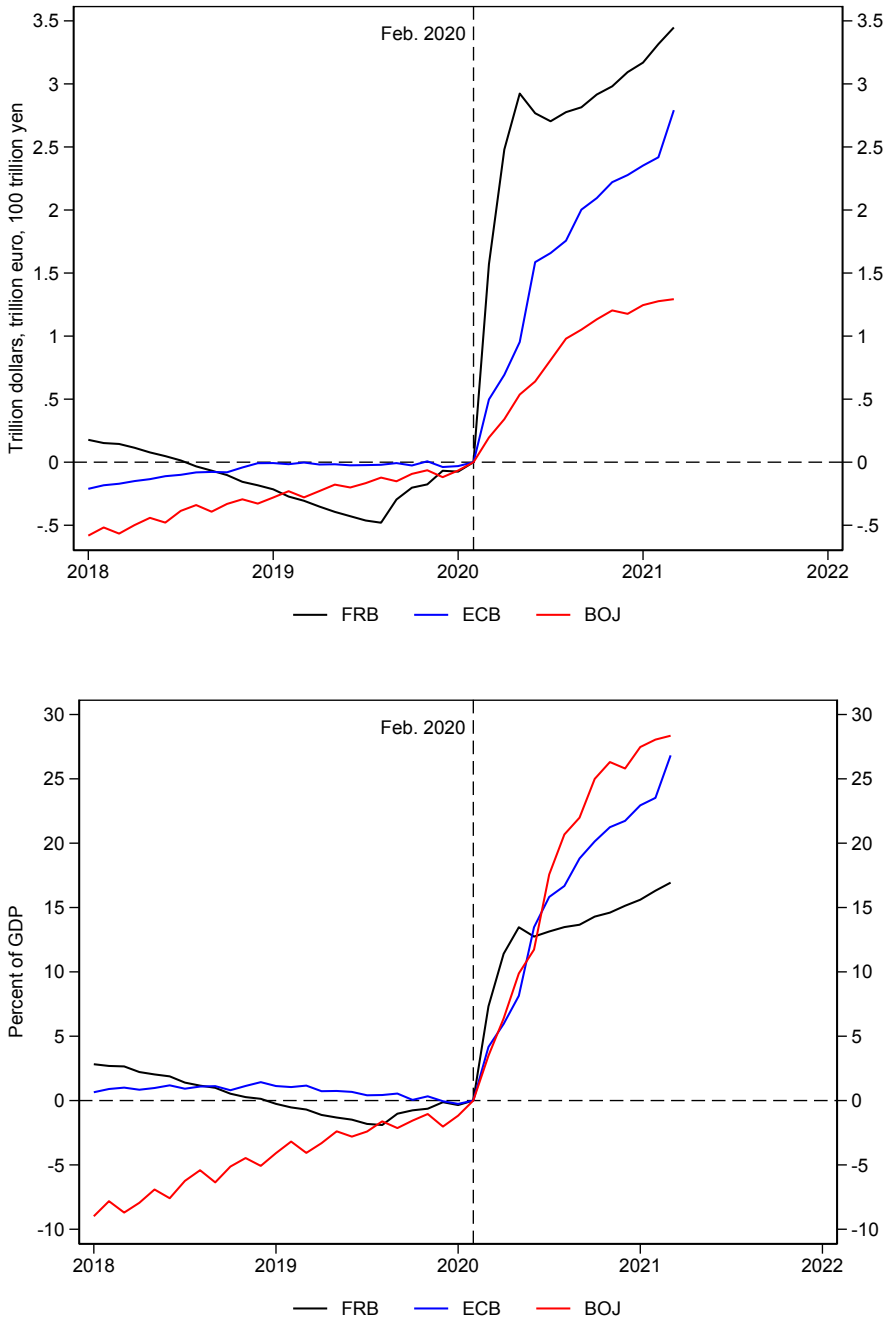 3.5 3.5
Feb. 2020
3 3
2.5 2.5
2 2
1.5 1.5
1 1
.5 .5
0 0
-.5 -.5
Trillion dollars, trillion euro, 100 trillion yen
2018 2019 2020 2021 2022
FRB ECB BOJ
30 30
Feb. 2020
25 25
20 20
15 15
10 10
5 5
0 0
-5 -5
-10 -10
Percent of GDP
2018 2019 2020 2021 2022
FRB ECB BOJ